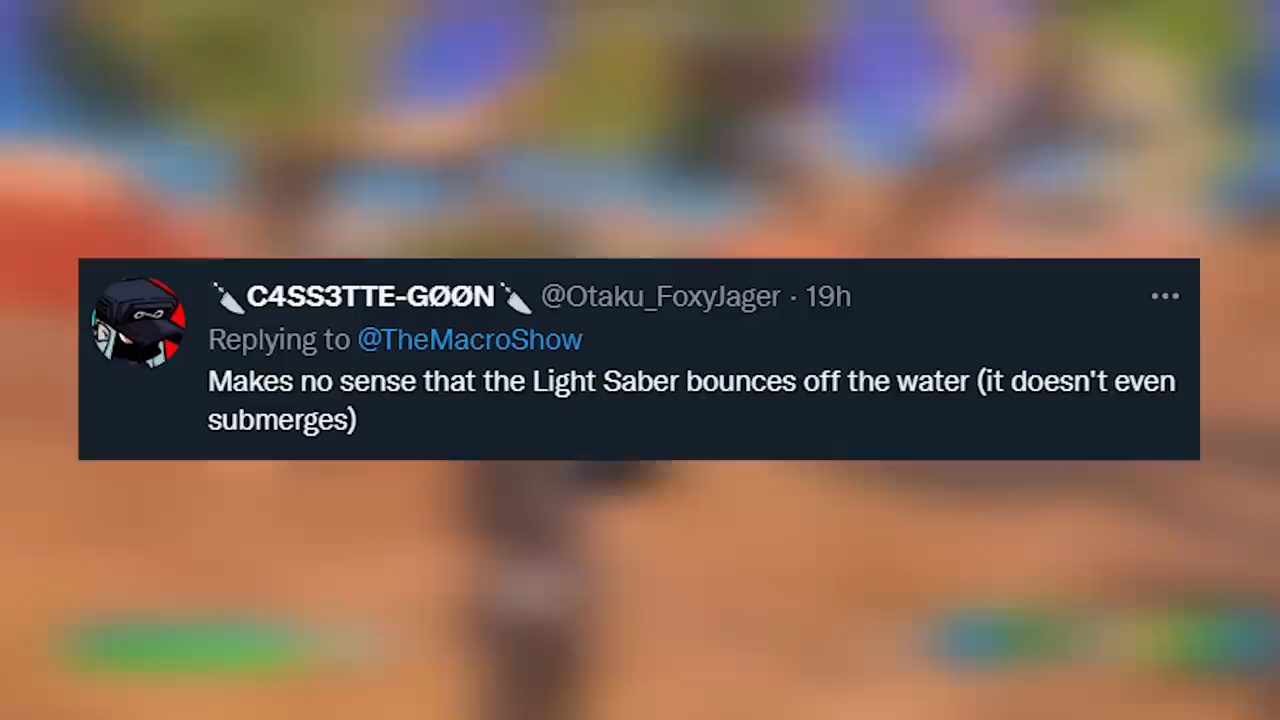 🔪C4SS3TTE-GØØN🔪 @Otaku_FoxyJager · 19h
Replying to @TheMacroShow
Makes no sense that the Light Saber bounces off the water (it doesn't even
submerges)